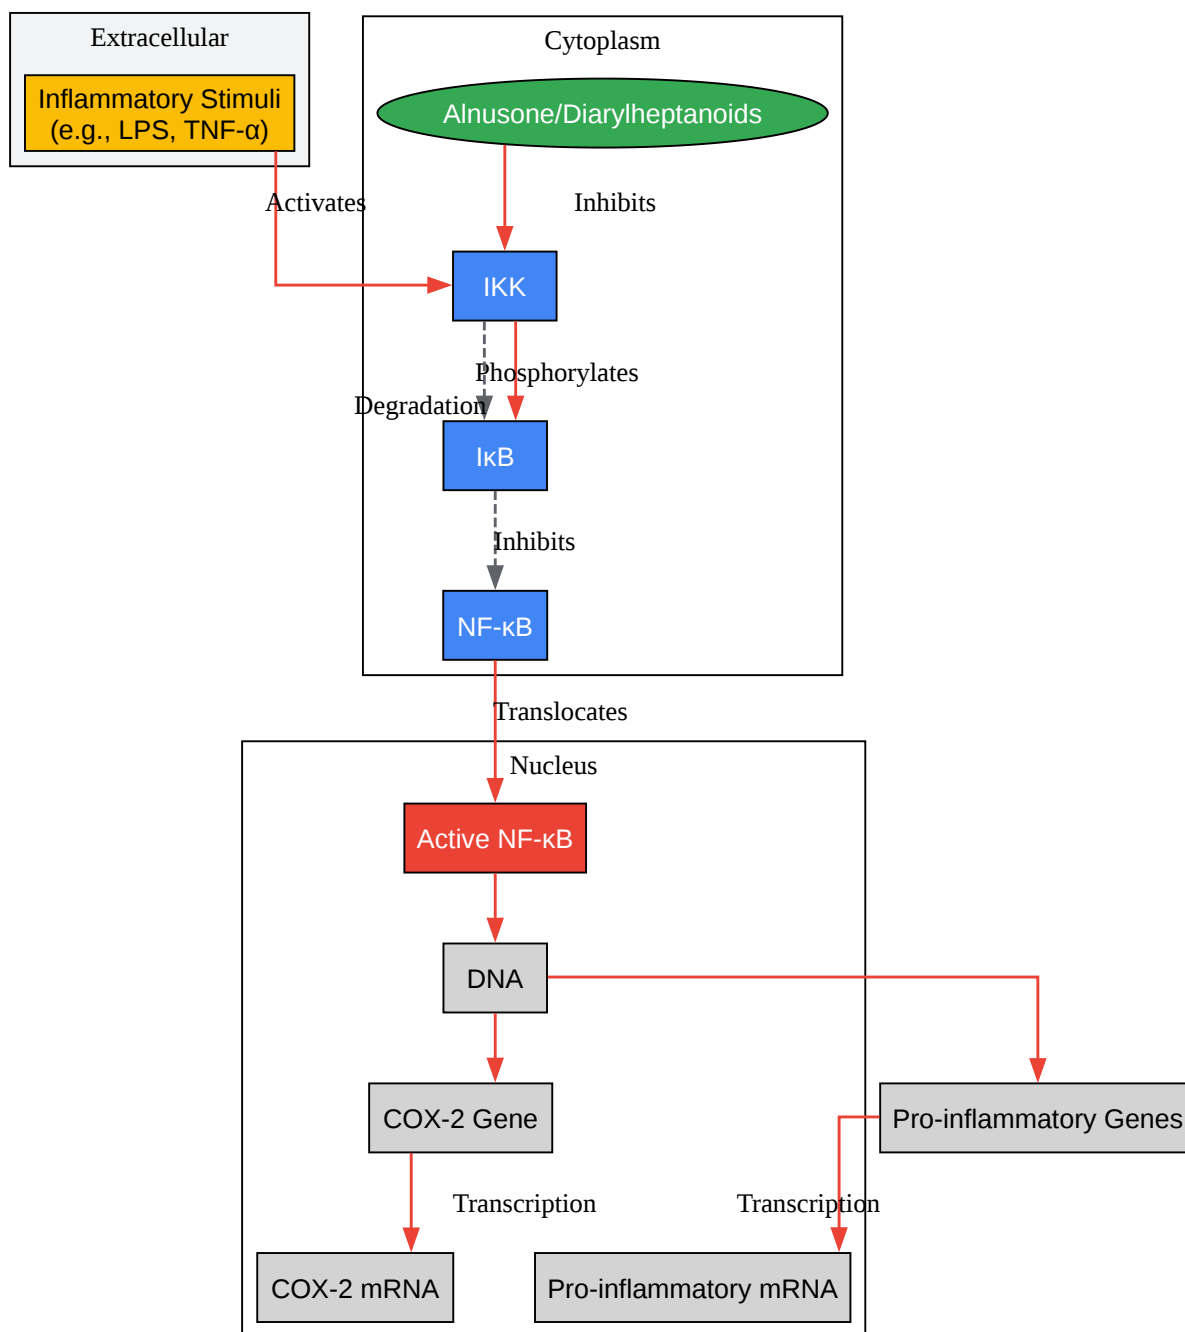 Extracellular
Inflammatory Stimuli
(e.g., LPS, TNF-α)
Cytoplasm
Alnusone/Diarylheptanoids
Activates
Inhibits
IKK
Phosphorylates
Degradation
IκB
Inhibits
NF-κB
Translocates
Nucleus
Active NF-κB
DNA
COX-2 Gene
Pro-inflammatory Genes
Transcription
Transcription
COX-2 mRNA
Pro-inflammatory mRNA